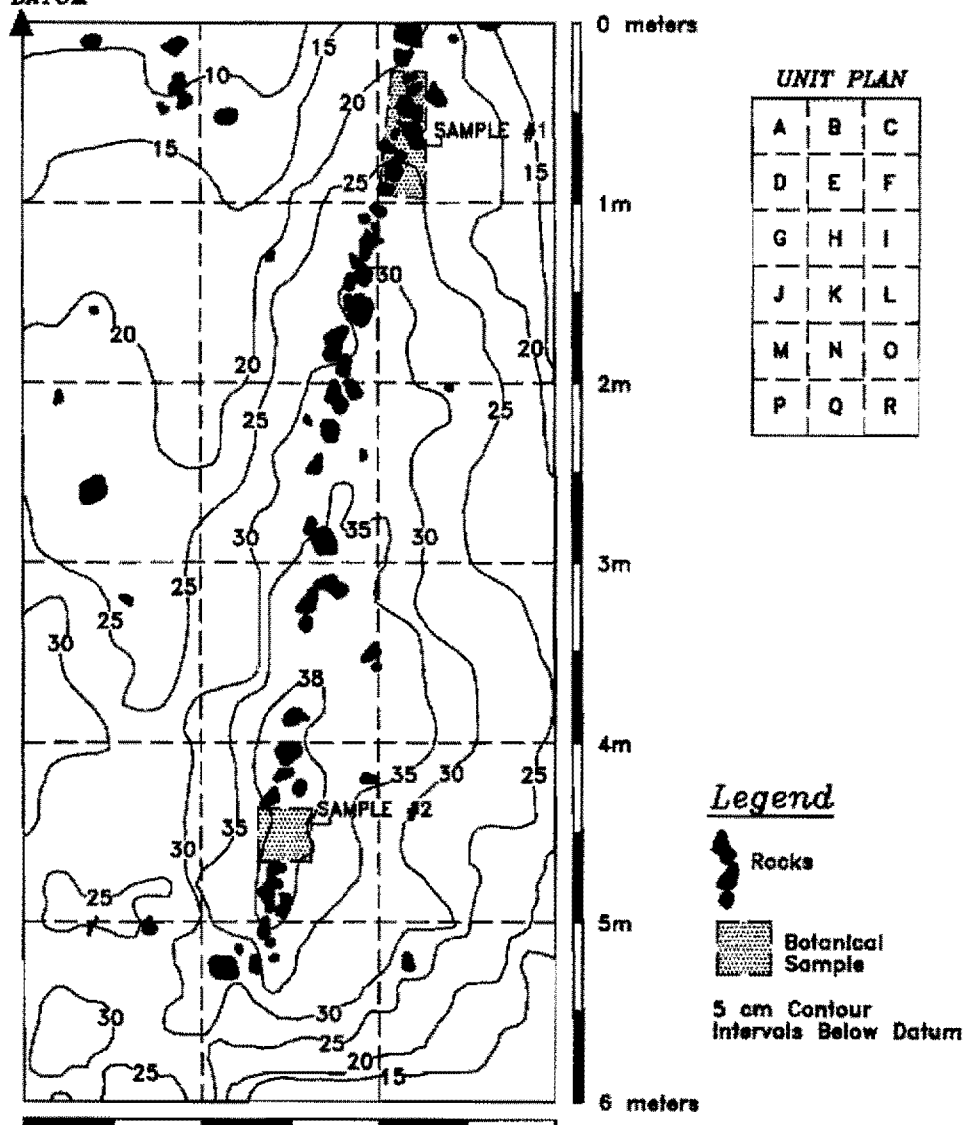 0 meters
15
10
20
SAMPLE #1
15
15
25
1m
30
20
20
20
2m
25
25
30
35
30
3m
25
25
30
38
4m
35
30
25
SAMPLE #2
35
30
25
5m
30
30
25
25
20
15
6 meters
UNIT PLAN
A B C
D E F
G H I
J K L
M N O
P Q R
Legend
Rocks
Botanical
Sample
5 cm Contour
Intervals Below Datum